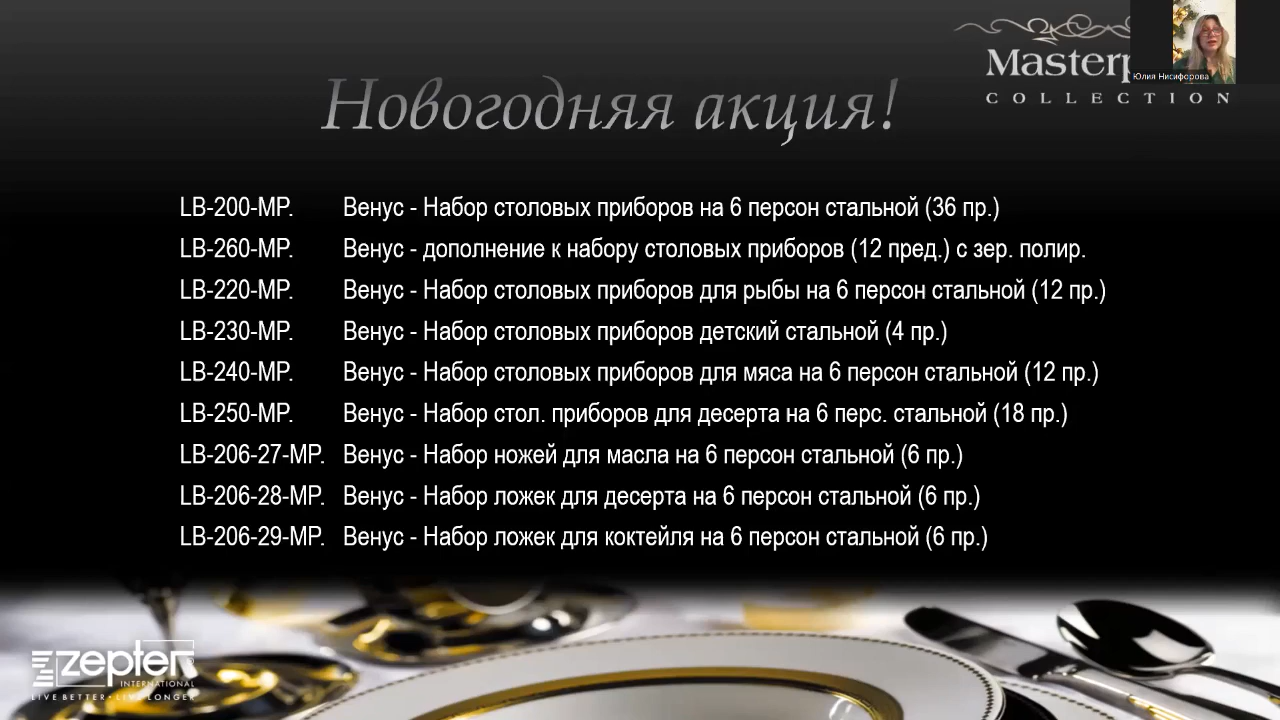 Masterp
COLLECTION
Юлия Нисифорова
Новогодняя акция!
LB-200-MP. Венус - Набор столовых приборов на 6 персон стальной (36 пр.)
LB-260-MP. Венус - дополнение к набору столовых приборов (12 пред.) с зер. полир.
LB-220-MP. Венус - Набор столовых приборов для рыбы на 6 персон стальной (12 пр.)
LB-230-MP. Венус - Набор столовых приборов детский стальной (4 пр.)
LB-240-MP. Венус - Набор столовых приборов для мяса на 6 персон стальной (12 пр.)
LB-250-MP. Венус - Набор стол. приборов для десерта на 6 перс. стальной (18 пр.)
LB-206-27-MP. Венус - Набор ножей для масла на 6 персон стальной (6 пр.)
LB-206-28-MP. Венус - Набор ложек для десерта на 6 персон стальной (6 пр.)
LB-206-29-MP. Венус - Набор ложек для коктейля на 6 персон стальной (6 пр.)
zepter
INTERNATIONAL
LIVE BETTER • LIVE LONGER